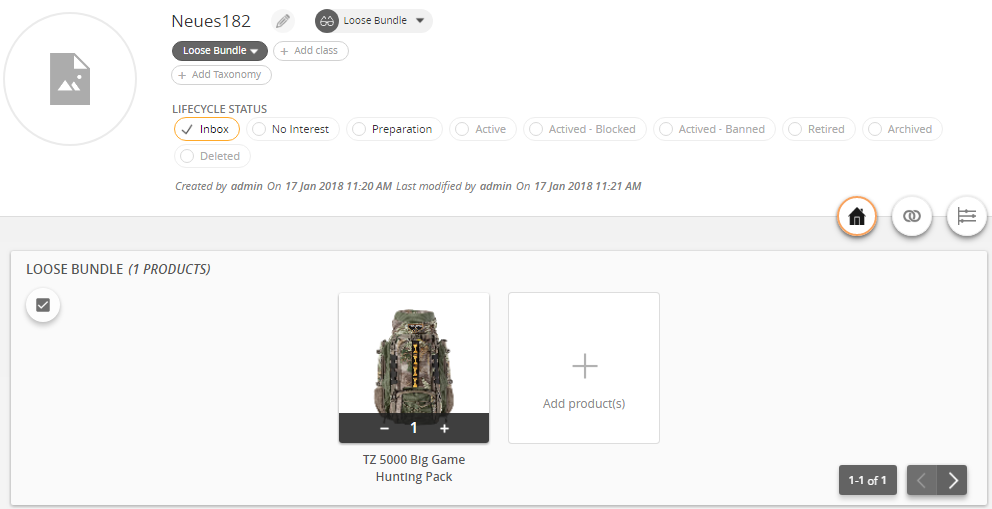 Neues182 Loose Bundle
Loose Bundle + Add class
+ Add Taxonomy
LIFECYCLE STATUS
Inbox No Interest Preparation Active Actived - Blocked Actived - Banned Retired Archived
Deleted
Created by admin On 17 Jan 2018 11:20 AM Last modified by admin On 17 Jan 2018 11:21 AM
LOOSE BUNDLE (1 PRODUCTS)
− 1 +
Add product(s)
TZ 5000 Big Game
Hunting Pack
1-1 of 1